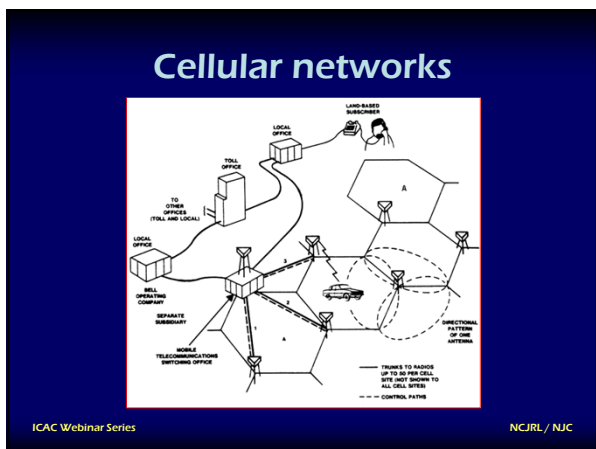 Cellular networks
LAND-BASED
SUBSCRIBER
LOCAL
OFFICE
TOLL
OFFICE
A
TO
OTHER
OFFICES
(TOLL AND LOCAL)
LOCAL
OFFICE
3
BELL
OPERATING
COMPANY
2
SEPARATE
SUBSIDIARY
1
A
DIRECTIONAL
PATTERN
OF ONE
ANTENNA
MOBILE
TELECOMMUNICATIONS
SWITCHING OFFICE
TRUNKS TO RADIOS
UP TO 50 PER CELL
SITE (NOT SHOWN TO
ALL CELL SITES)
CONTROL PATHS
ICAC Webinar Series
NCJRL / NJC